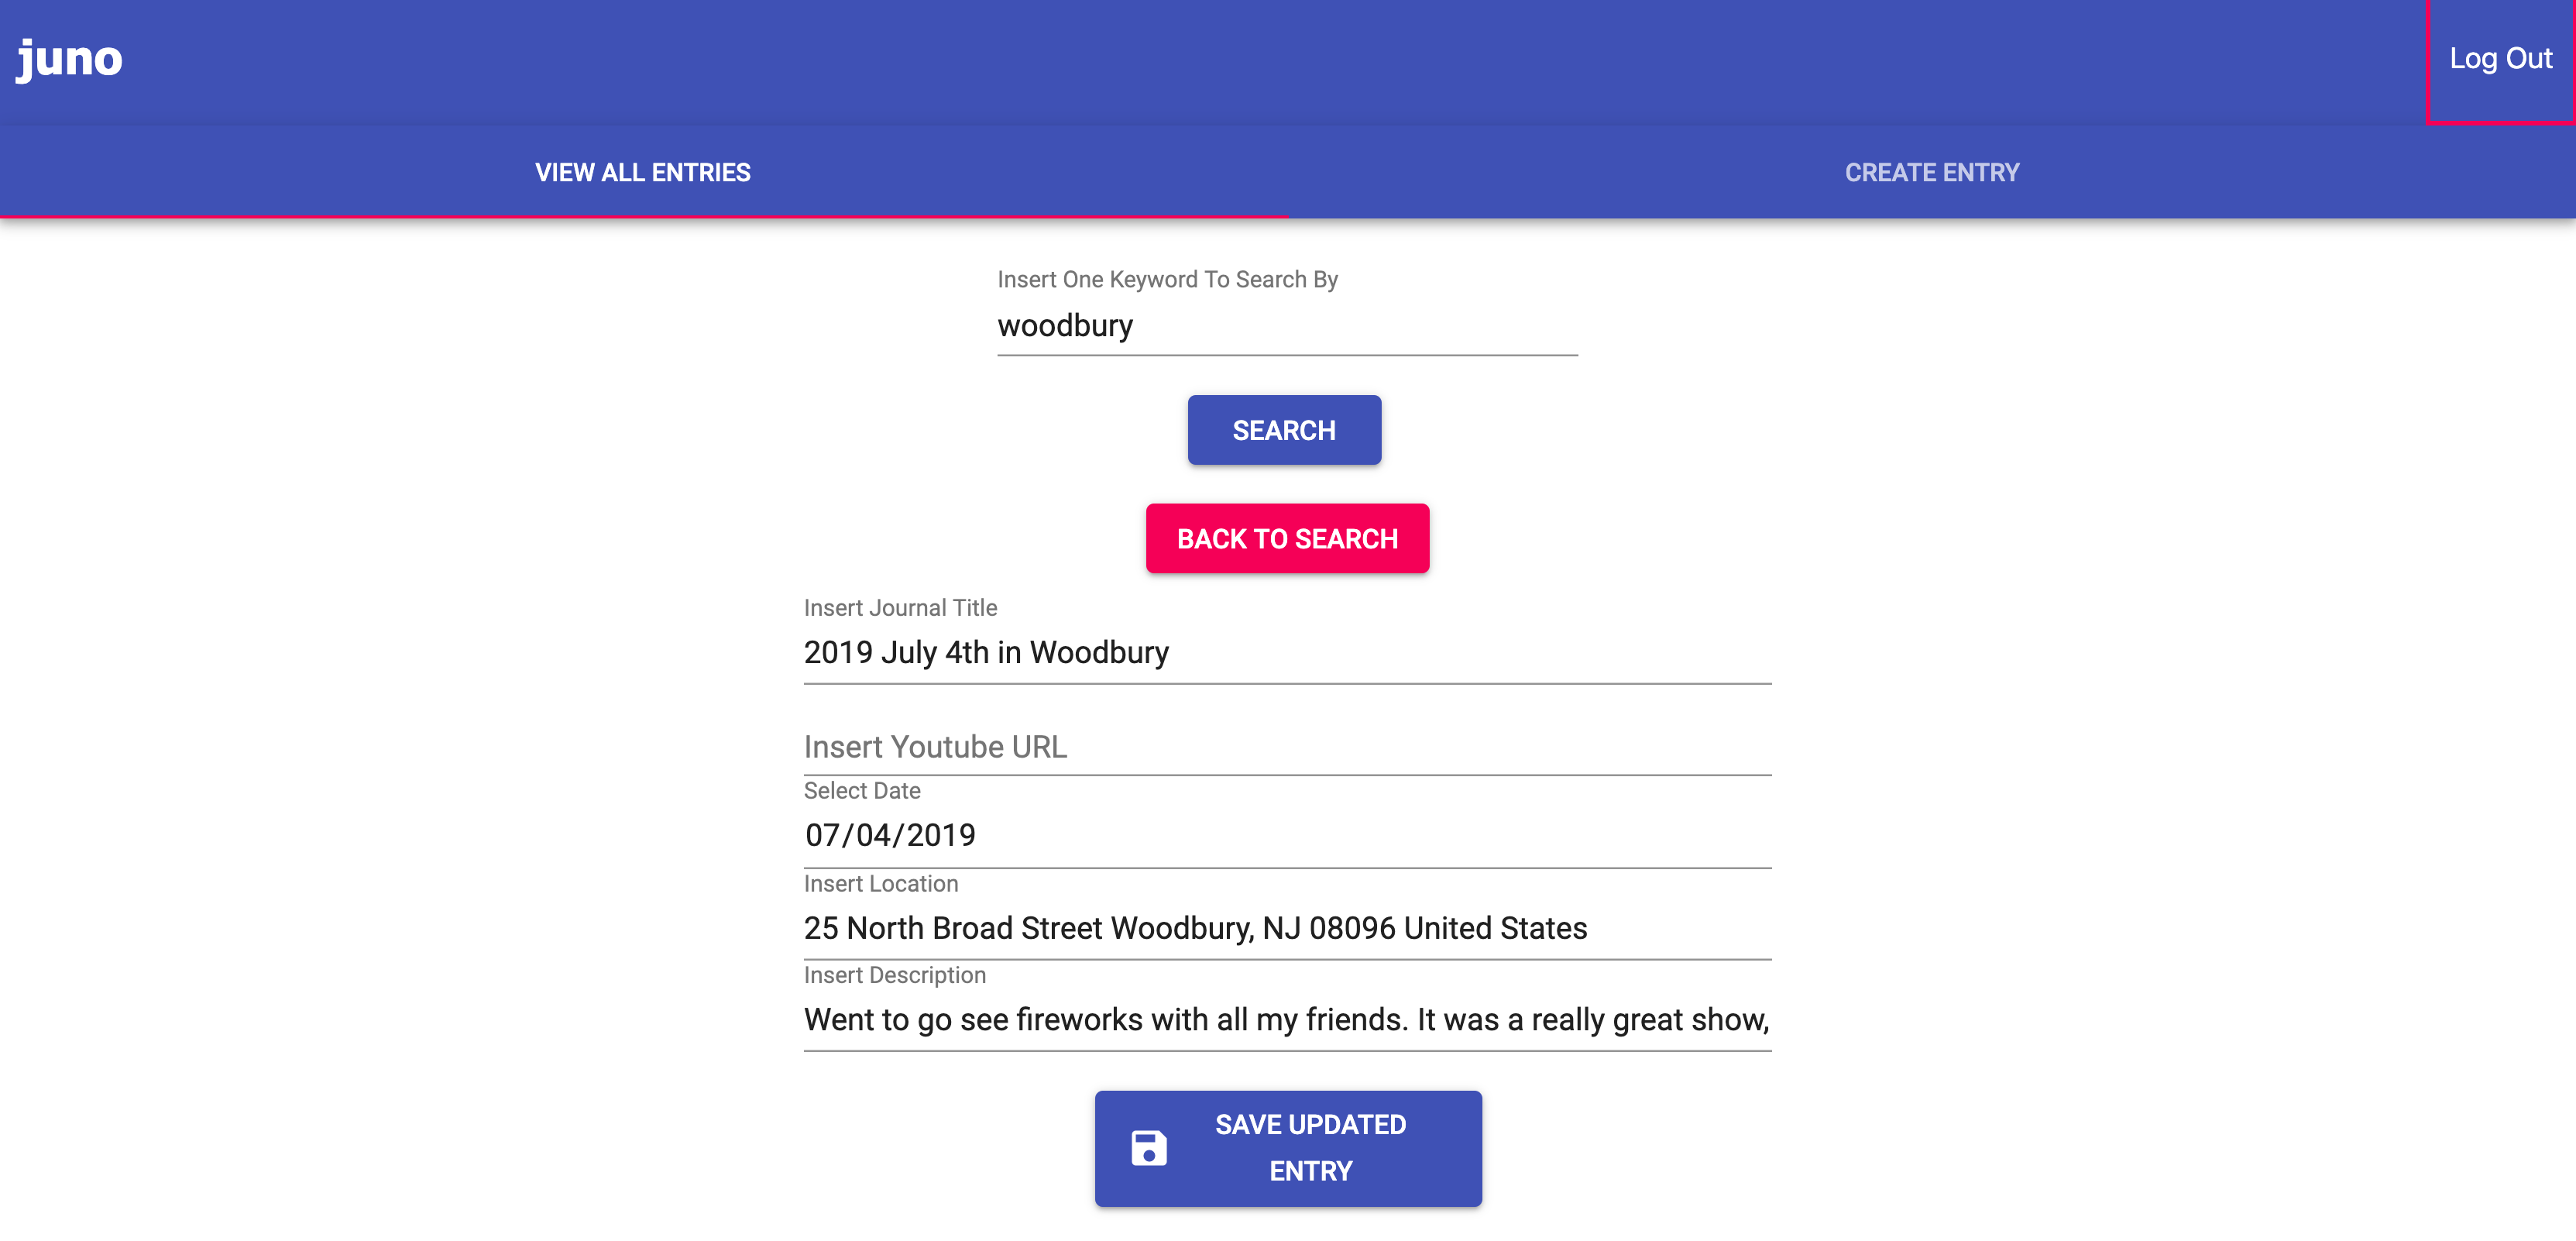 juno
Log Out
VIEW ALL ENTRIES
CREATE ENTRY
Insert One Keyword To Search By
woodbury
SEARCH
BACK TO SEARCH
Insert Journal Title
2019 July 4th in Woodbury
Insert Youtube URL
Select Date
07/04/2019
Insert Location
25 North Broad Street Woodbury, NJ 08096 United States
Insert Description
Went to go see fireworks with all my friends. It was a really great show,
SAVE UPDATED
ENTRY